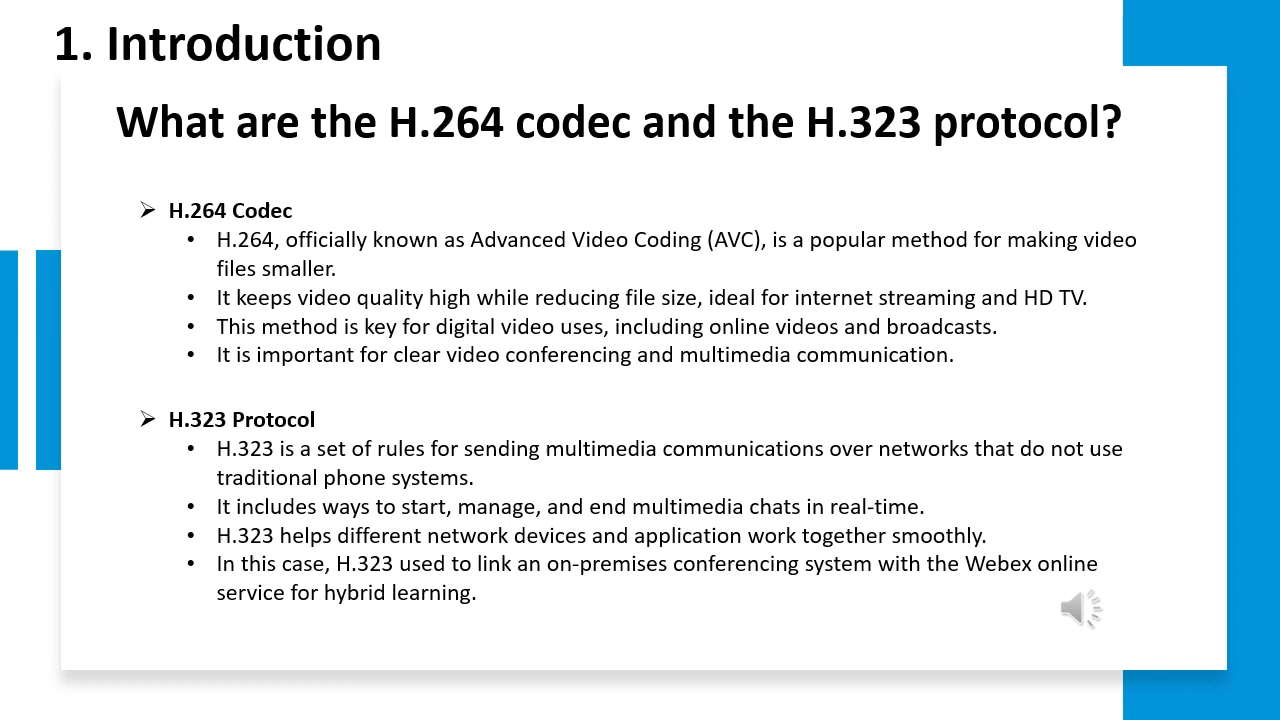 1. Introduction
What are the H.264 codec and the H.323 protocol?
➢ H.264 Codec
• H.264, officially known as Advanced Video Coding (AVC), is a popular method for making video
files smaller.
• It keeps video quality high while reducing file size, ideal for internet streaming and HD TV.
• This method is key for digital video uses, including online videos and broadcasts.
• It is important for clear video conferencing and multimedia communication.
➢ H.323 Protocol
• H.323 is a set of rules for sending multimedia communications over networks that do not use
traditional phone systems.
• It includes ways to start, manage, and end multimedia chats in real-time.
• H.323 helps different network devices and application work together smoothly.
• In this case, H.323 used to link an on-premises conferencing system with the Webex online
service for hybrid learning.